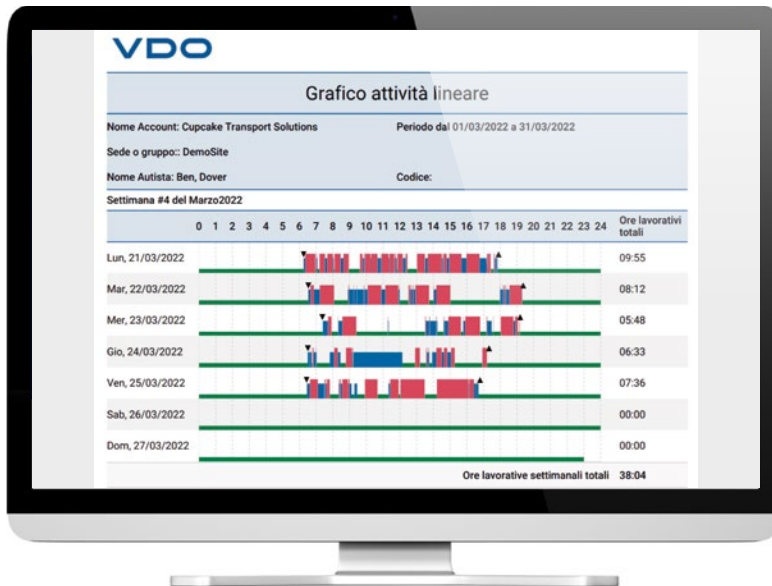 VDO
Grafico attività lineare
Nome Account: Cupcake Transport Solutions Periodo dal 01/03/2022 a 31/03/2022
Sede o gruppo:: DemoSite
Nome Autista: Ben, Dover Codice:
Settimana #4 del Marzo2022
0 1 2 3 4 5 6 7 8 9 10 11 12 13 14 15 16 17 18 19 20 21 22 23 24 Ore lavorativi
totali
Lun, 21/03/2022 09:55
Mar, 22/03/2022 08:12
Mer, 23/03/2022 05:48
Gio, 24/03/2022 06:33
Ven, 25/03/2022 07:36
Sab, 26/03/2022 00:00
Dom, 27/03/2022 00:00
Ore lavorative settimanali totali 38:04